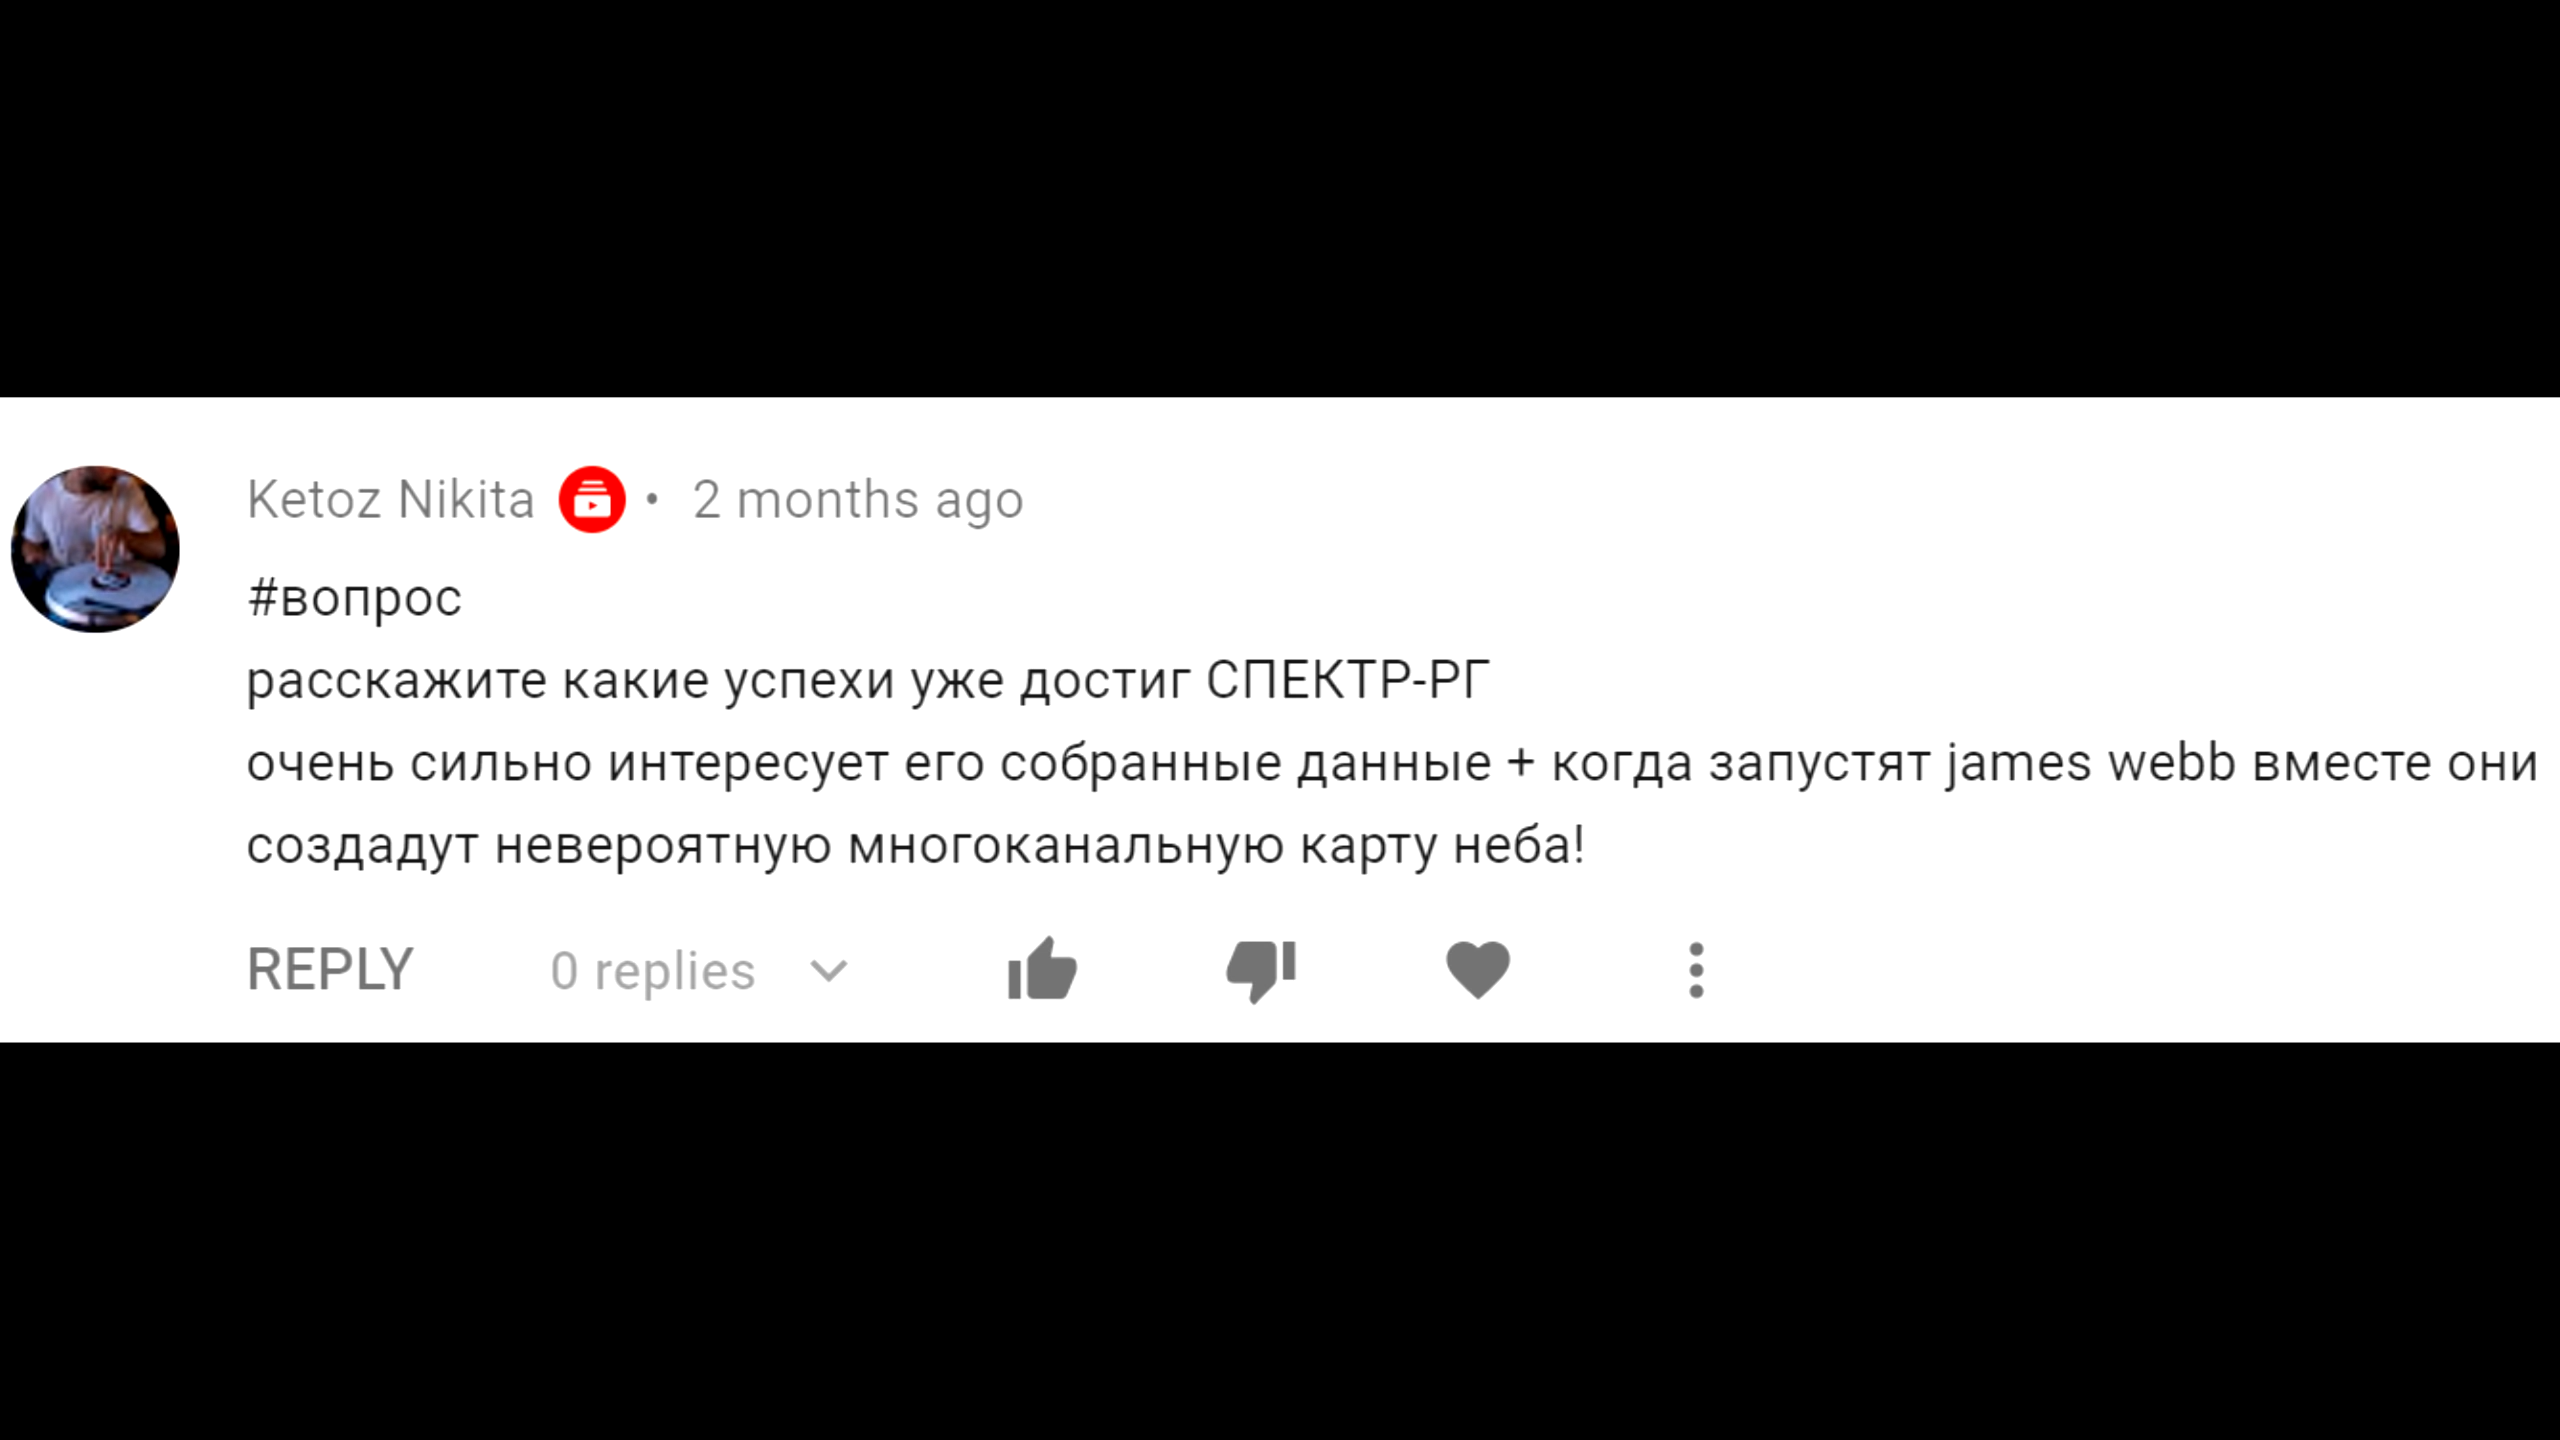 Ketoz Nikita • 2 months ago
#вопрос
расскажите какие успехи уже достиг СПЕКТР-РГ
очень сильно интересует его собранные данные + когда запустят james webb вместе они
создадут невероятную многоканальную карту неба!
REPLY 0 replies